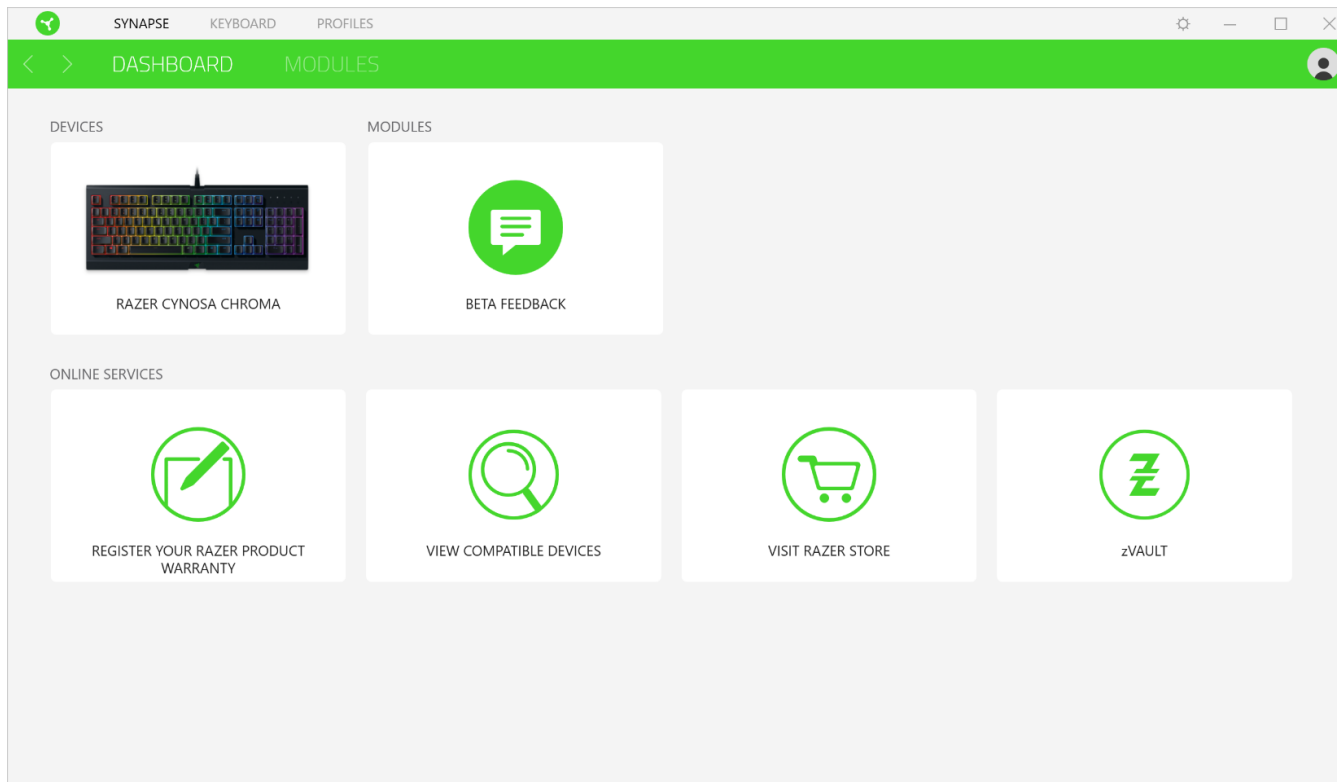 SYNAPSE KEYBOARD PROFILES
DASHBOARD MODULES
DEVICES
MODULES
RAZER CYNOSA CHROMA
BETA FEEDBACK
ONLINE SERVICES
REGISTER YOUR RAZER PRODUCT
WARRANTY
VIEW COMPATIBLE DEVICES
VISIT RAZER STORE
zVAULT